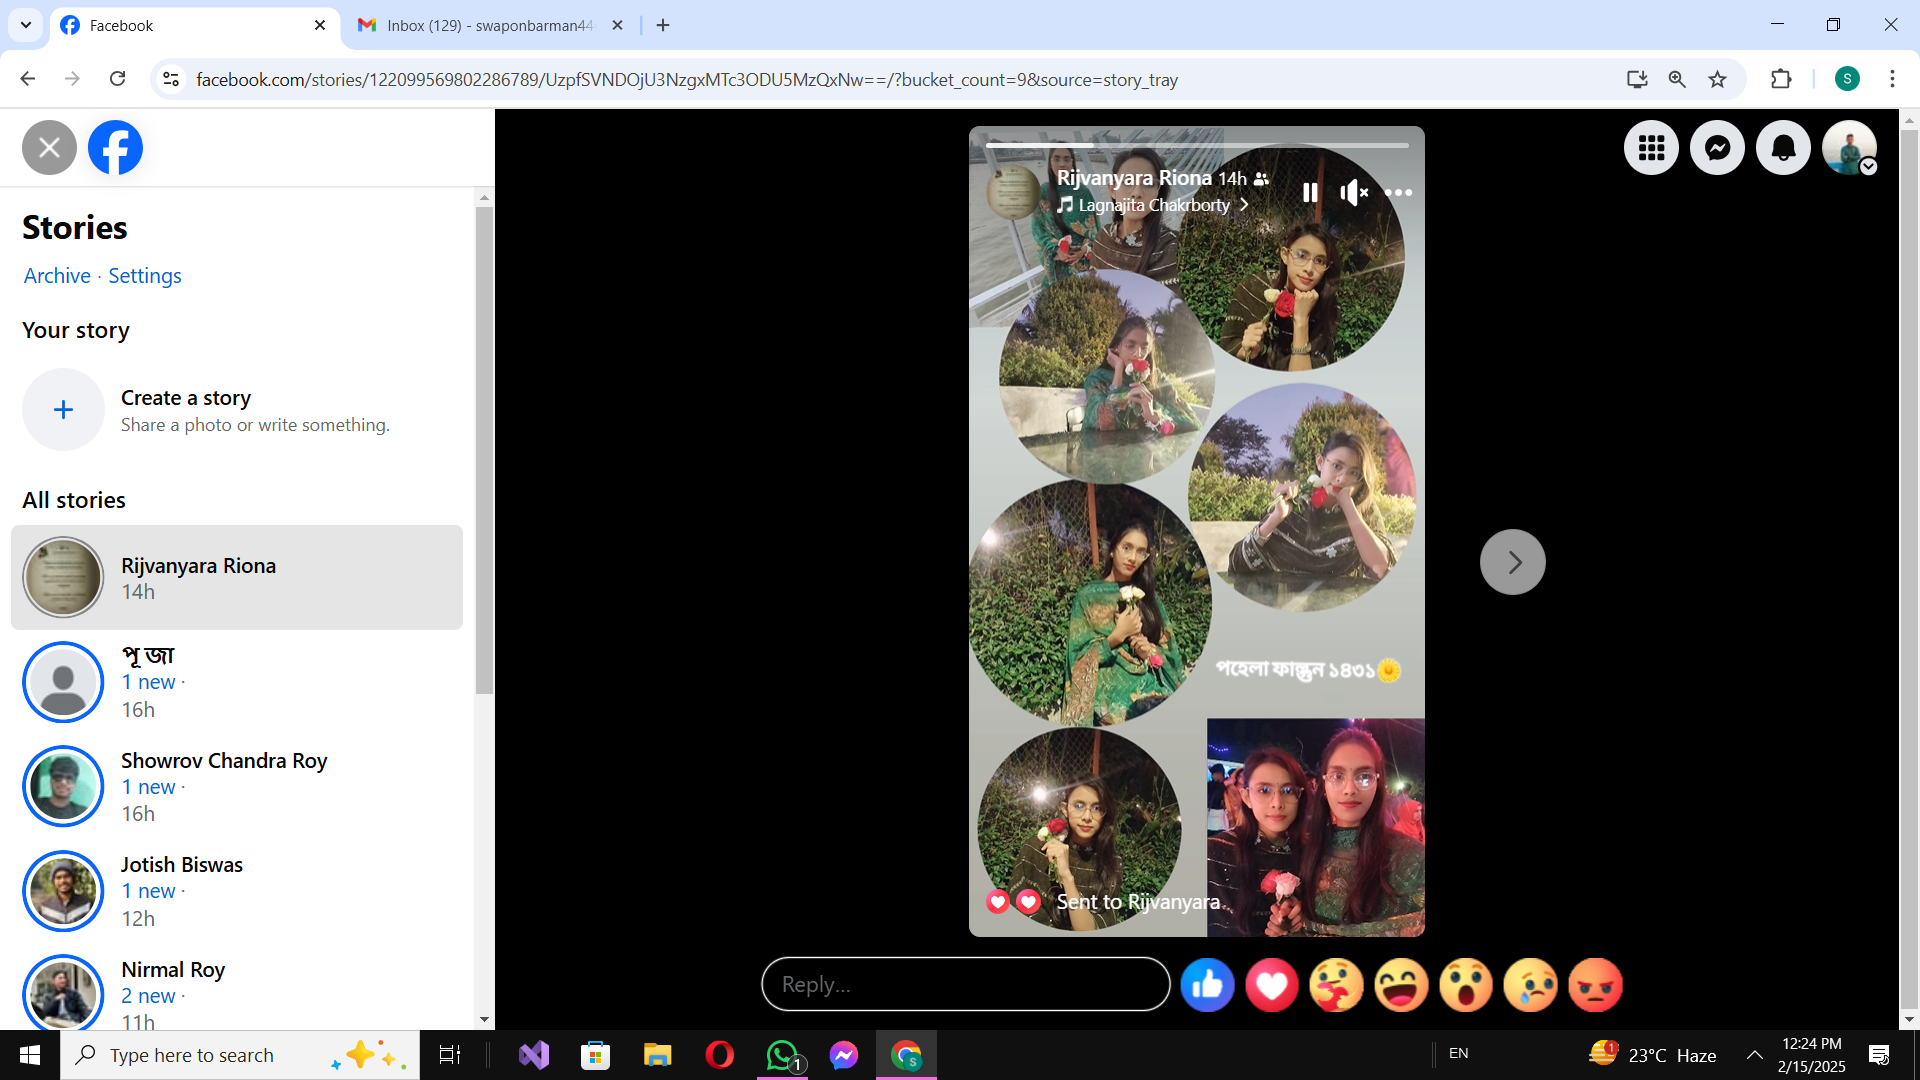 Facebook
Inbox (129) - swaponbarman44
facebook.com/stories/122099569802286789/UzpfSVNDOjU3NzgxMTc3ODU5MzQxNw==/?bucket_count=9&source=story_tray
S
Stories
Archive · Settings
Your story
Create a story
Share a photo or write something.
All stories
Rijvanyara Riona
14h
পূ জা
1 new ·
16h
Showrov Chandra Roy
1 new ·
16h
Jotish Biswas
1 new ·
12h
Nirmal Roy
2 new ·
11h
Rijvanyara Riona 14h
Lagnajita Chakrborty
পহেলা ফাল্গুন ১৪৩১
Sent to Rijvanyara
Reply...
Type here to search
1
EN
1
23°C Haze
12:24 PM
2/15/2025